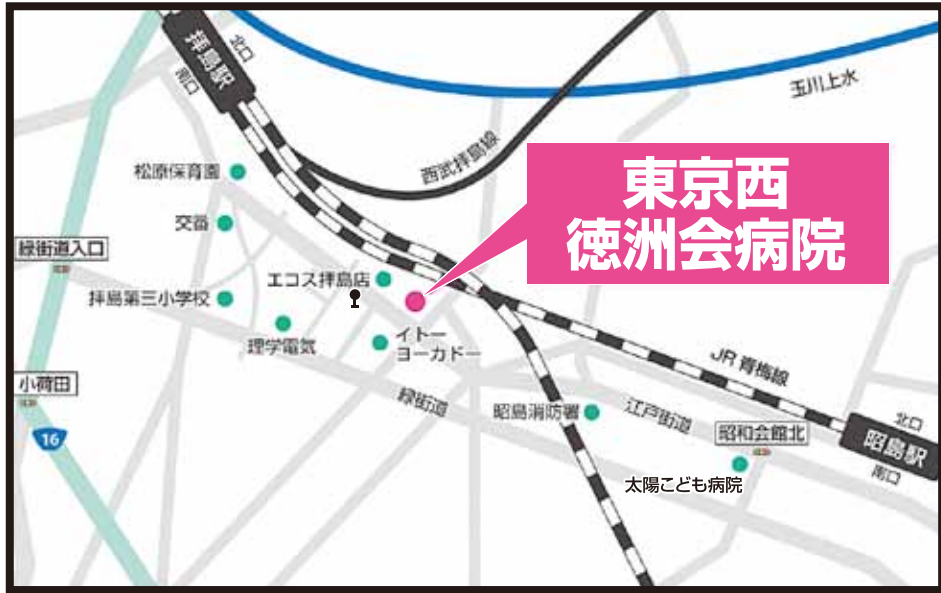 拝島駅
北口
南口
玉川上水
西武拝島線
東京西
徳洲会病院
松原保育園
交番
緑街道入口
エコス拝島店
拝島第三小学校
理学電気
イトー
ヨーカドー
JR 青梅線
小荷田
緑街道
16
昭島消防署
江戸街道
昭和会館北
北口
昭島駅
南口
太陽こども病院